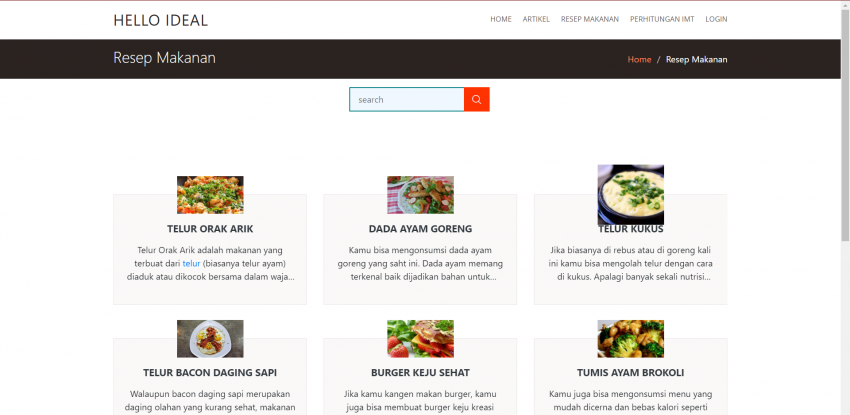 HELLO IDEAL
HOME ARTIKEL RESEP MAKANAN PERHITUNGAN IMT LOGIN
Resep Makanan
Home / Resep Makanan
search
TELUR ORAK ARIK
Telur Orak Arik adalah makanan yang
terbuat dari telur (biasanya telur ayam)
diaduk atau dikocok bersama dalam waja...
DADA AYAM GORENG
Kamu bisa mengonsumsi dada ayam
goreng yang saht ini. Dada ayam memang
terkenal baik dijadikan bahan untuk...
TELUR KUKUS
Jika biasanya di rebus atau di goreng kali
ini kamu bisa mengolah telur dengan cara
di kukus. Apalagi banyak sekali nutrisi...
TELUR BACON DAGING SAPI
Walaupun bacon daging sapi merupakan
daging olahan yang kurang sehat, makanan
BURGER KEJU SEHAT
Jika kamu kangen makan burger, kamu
juga bisa membuat burger keju kreasi
TUMIS AYAM BROKOLI
Kamu juga bisa mengonsumsi menu yang
mudah dicerna dan bebas kalori seperti